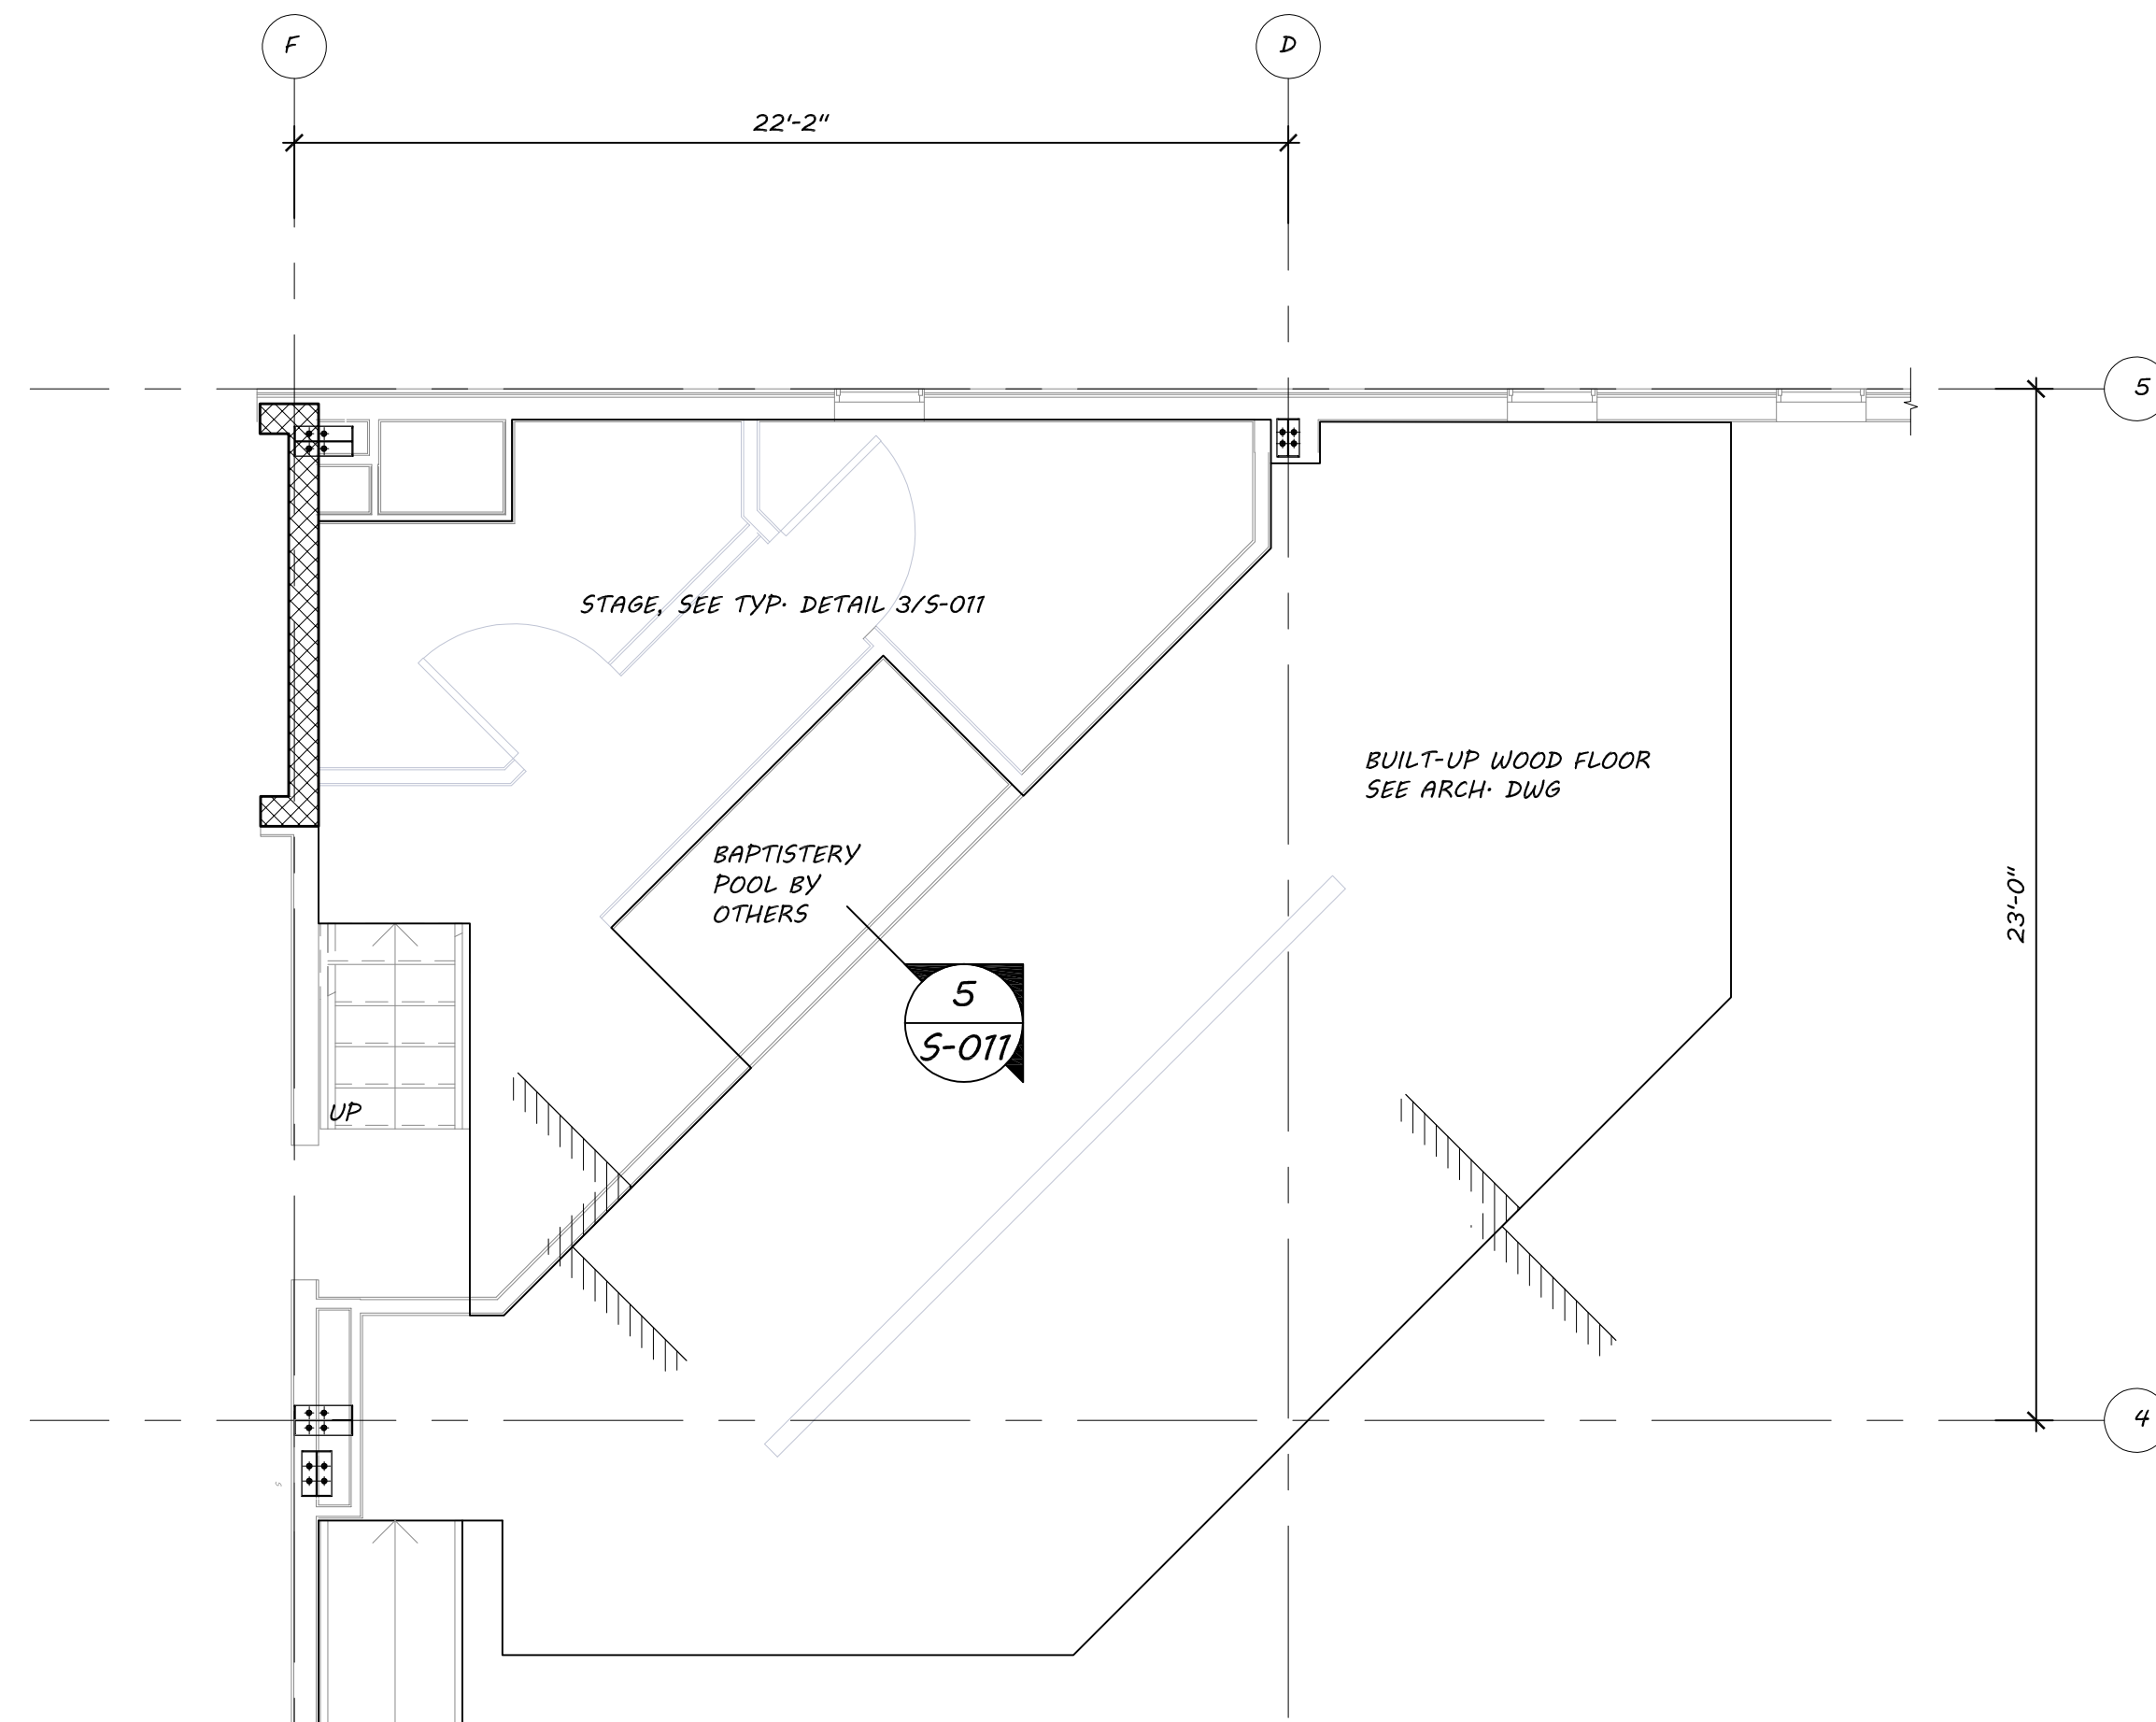 F
D
22'-2"
5
STAGE, SEE TYP. DETAIL 3/S-011
BUILT-UP WOOD FLOOR
SEE ARCH. DWG
BAPTISTERY
POOL BY
OTHERS
23'-0"
5
S-011
UP
4